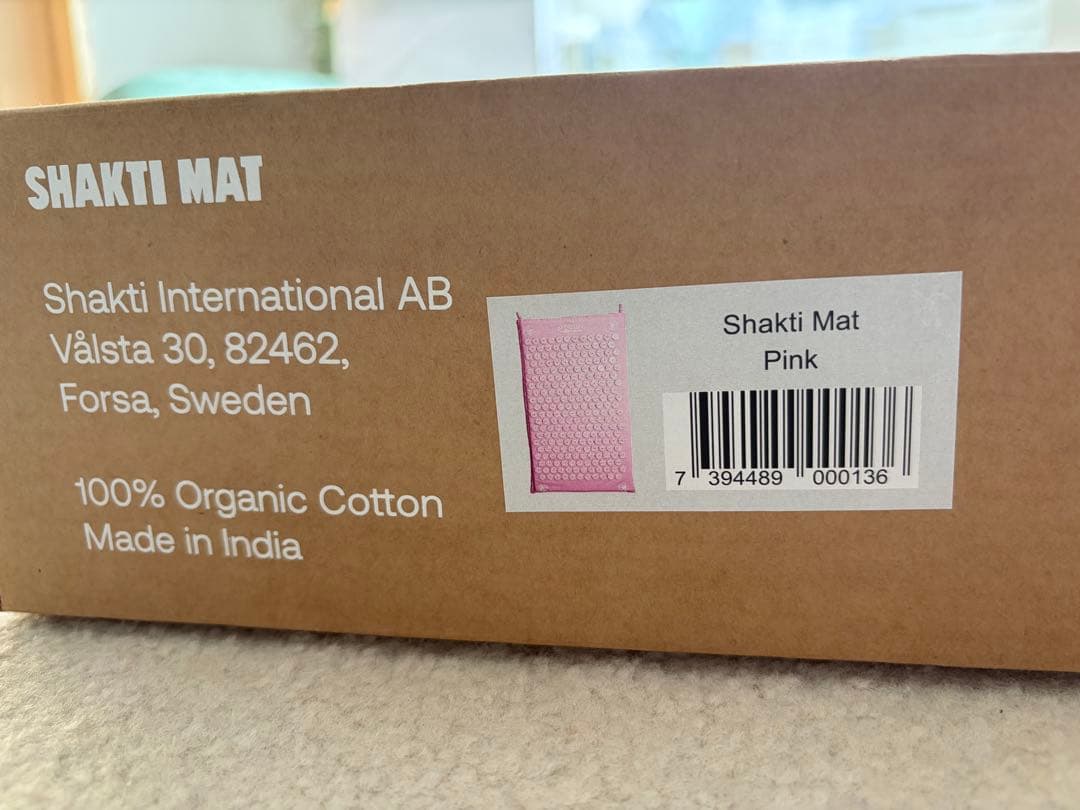 SHAKTI MAT
Shakti International AB
Vålsta 30, 82462,
Forsa, Sweden
100% Organic Cotton
Made in India
Shakti Mat
Pink
7 394489 000136